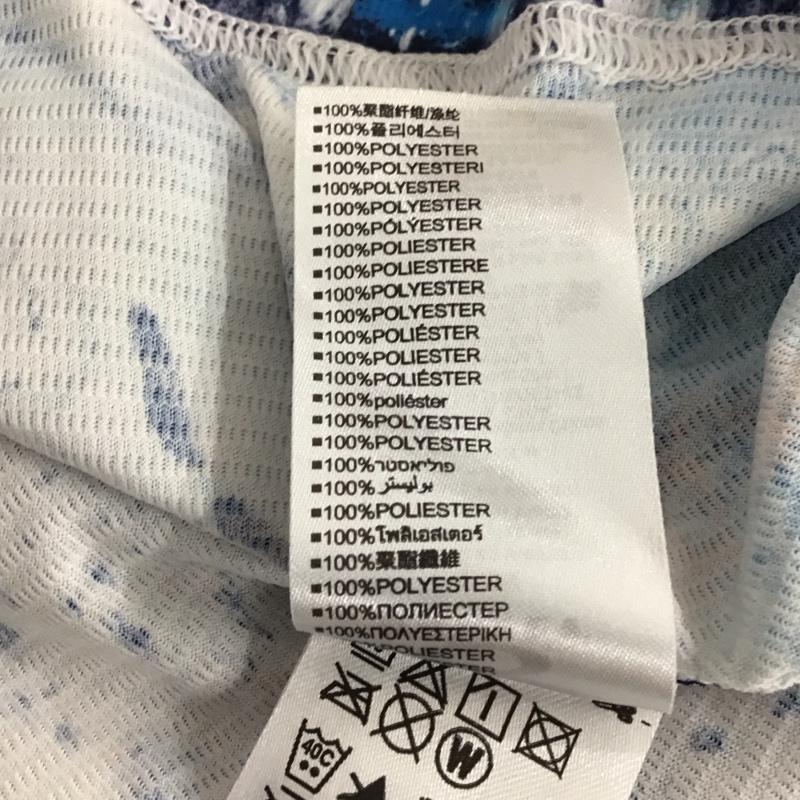 ■100%聚酯纤维/涤纶
■100%폴리에스터
■100%POLYESTER
■100%POLYESTERI
■100%POLYESTER
■100%POLYESTER
■100%PÓLÝESTER
■100%POLIESTER
■100%POLIESTERE
■100%POLYESTER
■100%POLYESTER
■100%POLIÉSTER
■100%POLIESTER
■100%POLIÉSTER
■100%poliéster
■100%POLYESTER
■100%POLYESTER
■100%פוליאסטר
■100%بوليستر
■100%POLIESTER
■100%โพลิเอสเตอร์
■100%聚酯纖維
■100%POLYESTER
■100%ПОЛИЕСТЕР
■100%ΠΟΛΥΕΣΤΕΡΙΚΗ
POLIESTER
40C
W